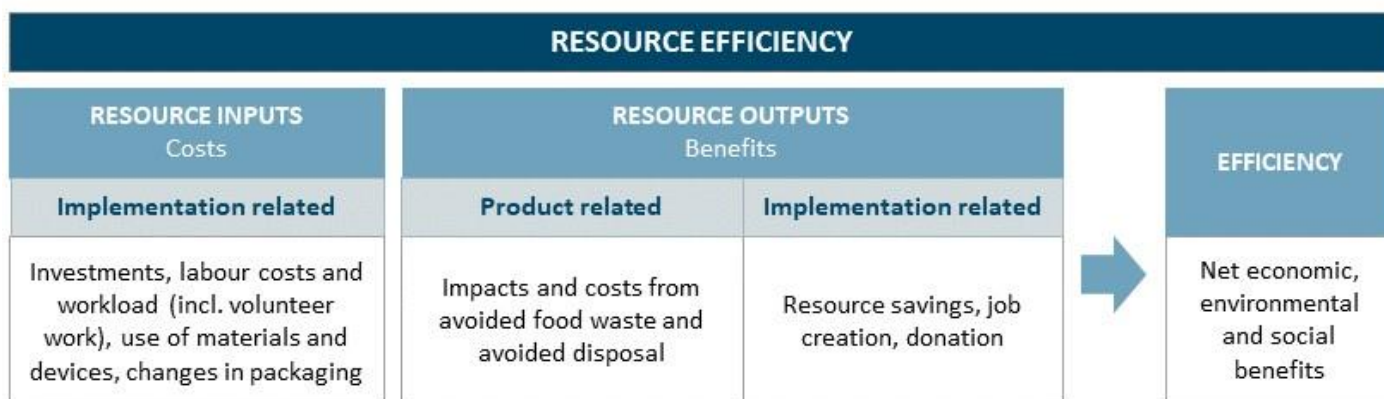 RESOURCE EFFICIENCY
RESOURCE INPUTS
Costs
Implementation related
Investments, labour costs and
workload (incl. volunteer
work), use of materials and
devices, changes in packaging
RESOURCE OUTPUTS
Benefits
Product related
Impacts and costs from
avoided food waste and
avoided disposal
Implementation related
Resource savings, job
creation, donation
EFFICIENCY
Net economic,
environmental
and social
benefits